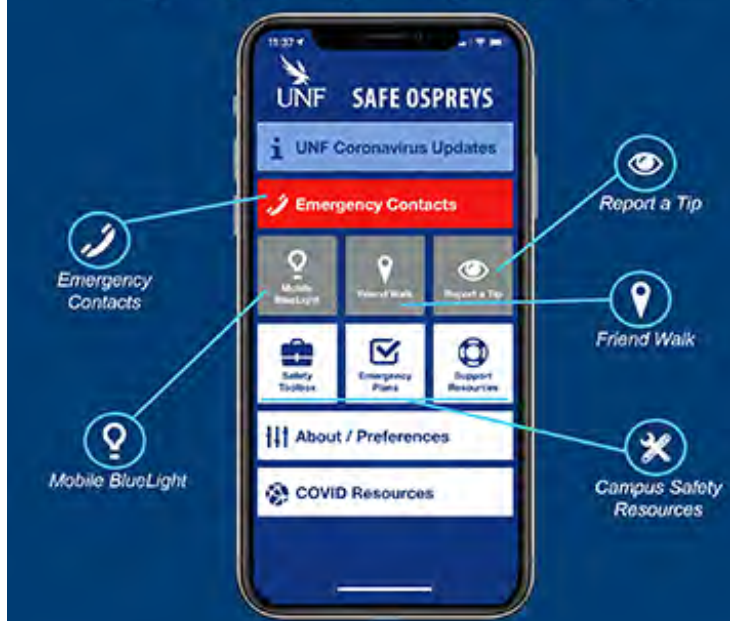 11:37
UNF SAFE OSPREYS
UNF Coronavirus Updates
Emergency Contacts
Mobile
BlueLight
Friend Walk
Report a Tip
Safety
Toolbox
Emergency
Plans
Support
Resources
About / Preferences
COVID Resources
Emergency
Contacts
Mobile BlueLight
Report a Tip
Friend Walk
Campus Safety
Resources